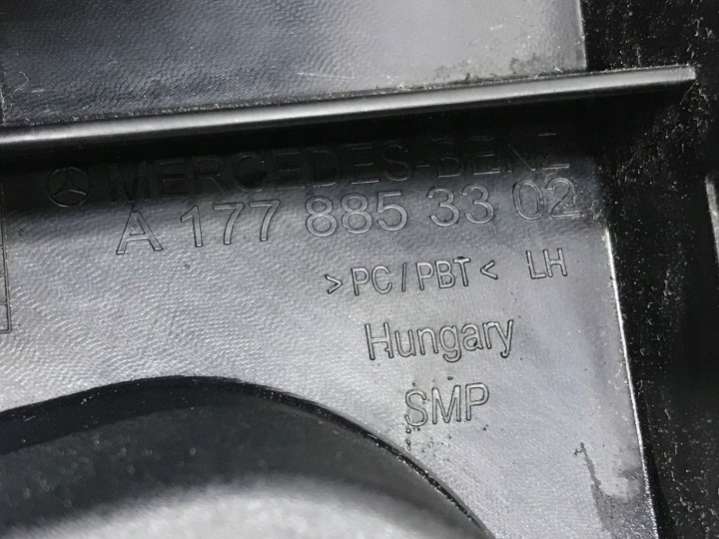 MERCEDES-BENZ
A 177 885 33 02
>PC/PBT< LH
Hungary
SMP